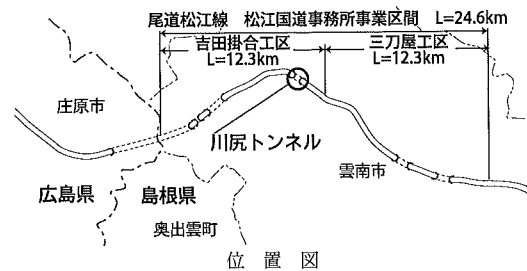 尾道松江線 松江国道事務所事業区間 L=24.6km
吉田掛合工区 三刀屋工区
L=12.3km L=12.3km
庄原市
川尻トンネル
広島県 島根県 雲南市
奥出雲町
位置図